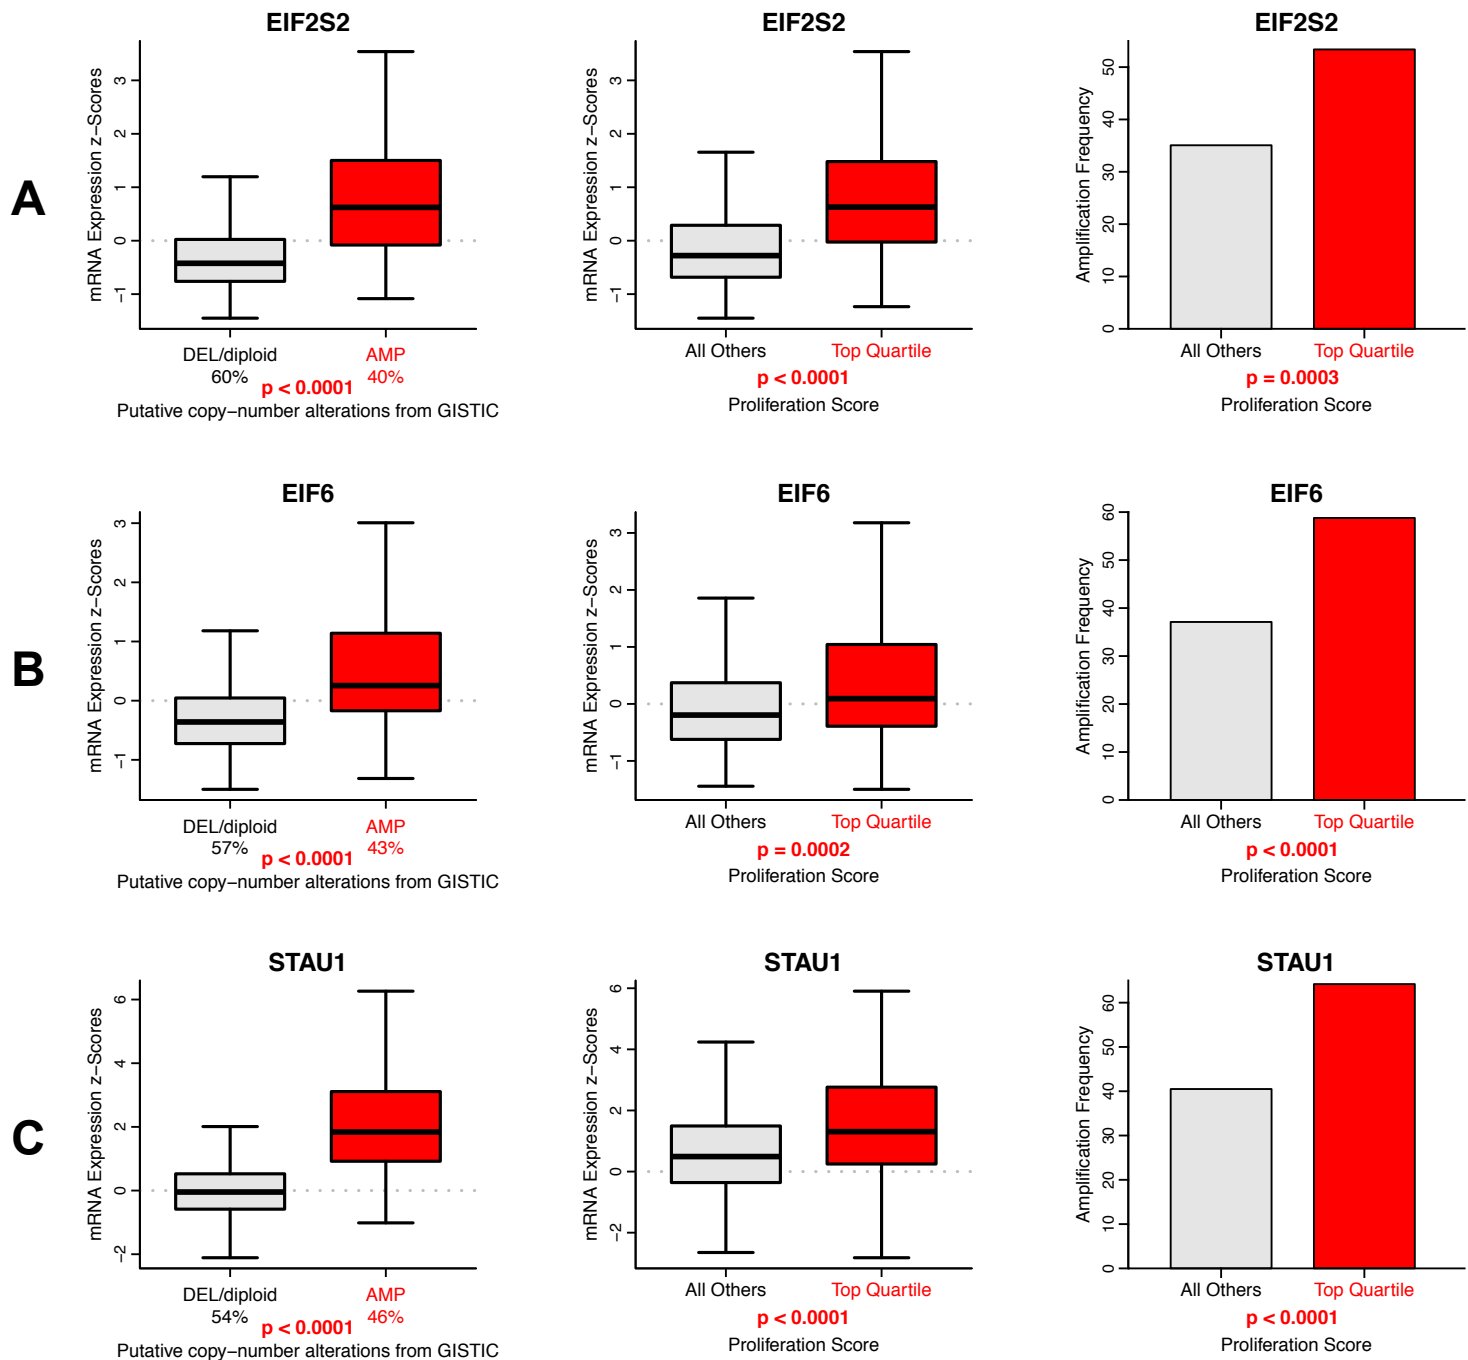 A
EIF2S2
mRNA Expression z−Scores
3
2
1
0
−1
DEL/diploid
AMP
60%
40%
p < 0.0001
Putative copy−number alterations from GISTIC
EIF2S2
mRNA Expression z−Scores
3
2
1
0
−1
All Others
Top Quartile
p < 0.0001
Proliferation Score
EIF2S2
Amplification Frequency
50
40
30
20
10
0
All Others
Top Quartile
p = 0.0003
Proliferation Score
B
EIF6
mRNA Expression z−Scores
3
2
1
0
−1
DEL/diploid
AMP
57%
43%
p < 0.0001
Putative copy−number alterations from GISTIC
EIF6
mRNA Expression z−Scores
3
2
1
0
−1
All Others
Top Quartile
p = 0.0002
Proliferation Score
EIF6
Amplification Frequency
60
50
40
30
20
10
0
All Others
Top Quartile
p < 0.0001
Proliferation Score
C
STAU1
mRNA Expression z−Scores
6
4
2
0
−2
DEL/diploid
AMP
54%
46%
p < 0.0001
Putative copy−number alterations from GISTIC
STAU1
mRNA Expression z−Scores
6
4
2
0
−2
All Others
Top Quartile
p < 0.0001
Proliferation Score
STAU1
Amplification Frequency
60
50
40
30
20
10
0
All Others
Top Quartile
p < 0.0001
Proliferation Score